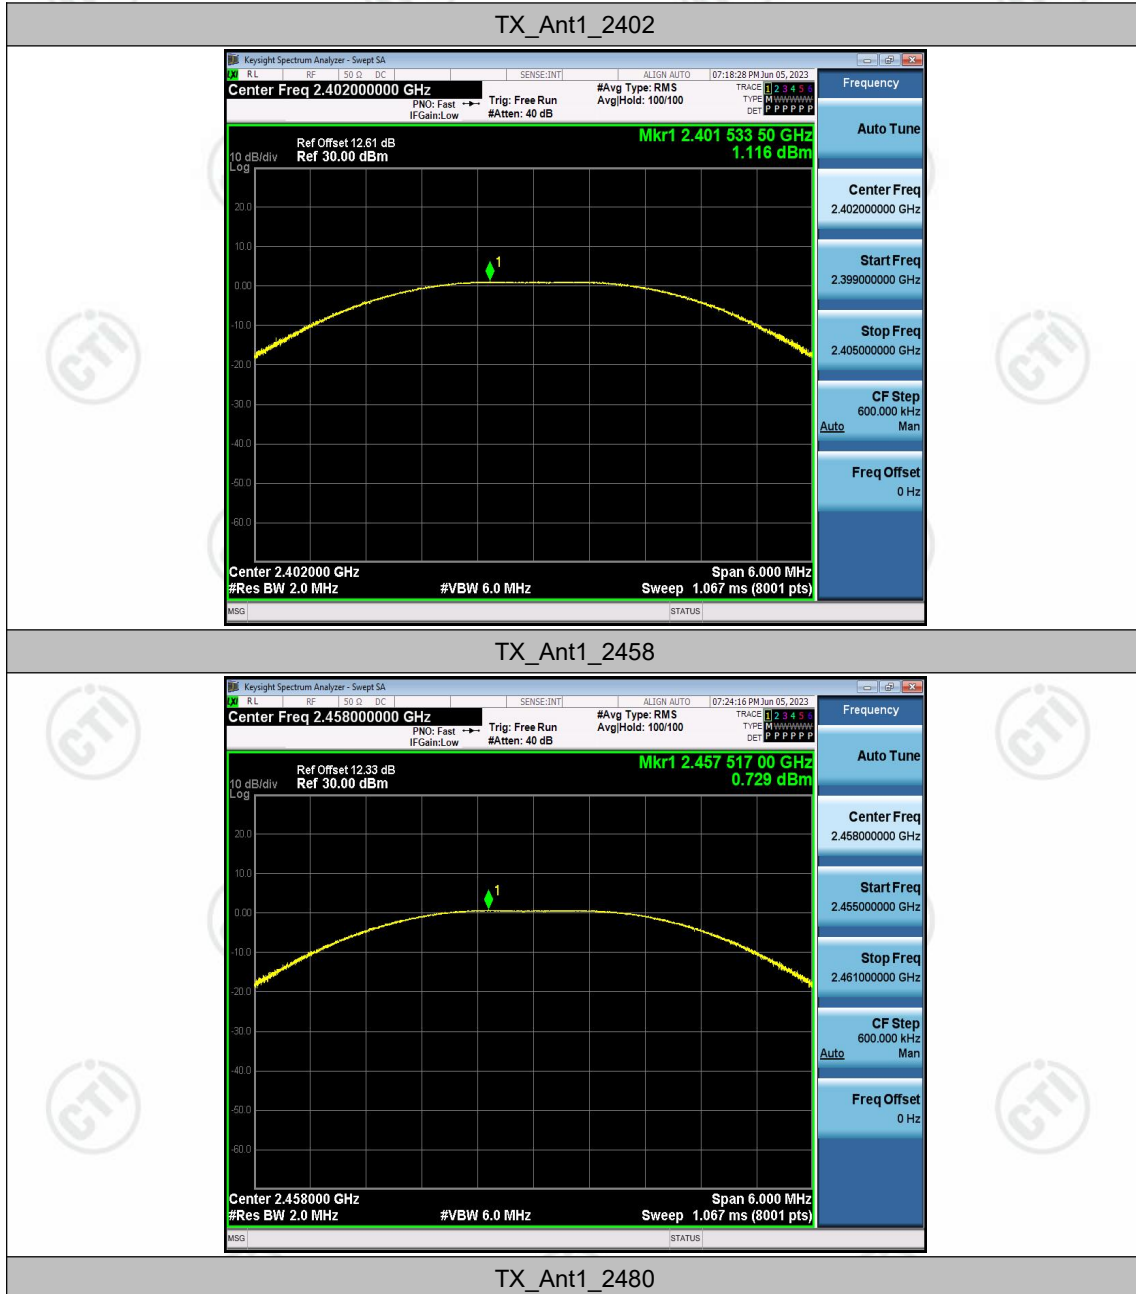 TX_Ant1_2402
Keysight Spectrum Analyzer - Swept SA
LXI RL RF 50 Ω DC SENSE:INT ALIGN AUTO 07:18:28 PM Jun 05, 2023
Center Freq 2.402000000 GHz
PNO: Fast
IFGain:Low
Trig: Free Run
#Atten: 40 dB
#Avg Type: RMS
Avg|Hold: 100/100
TRACE 1 2 3 4 5 6
TYPE M WWWWW
DET P P P P P P
Frequency
Auto Tune
Center Freq
2.402000000 GHz
Start Freq
2.399000000 GHz
Stop Freq
2.405000000 GHz
CF Step
600.000 kHz
Auto Man
Freq Offset
0 Hz
Mkr1 2.401 533 50 GHz
1.116 dBm
Ref Offset 12.61 dB
10 dB/div Ref 30.00 dBm
Log
20.0
10.0
1
0.00
-10.0
-20.0
-30.0
-40.0
-50.0
-60.0
Center 2.402000 GHz Span 6.000 MHz
#Res BW 2.0 MHz #VBW 6.0 MHz Sweep 1.067 ms (8001 pts)
MSG STATUS
TX_Ant1_2458
Keysight Spectrum Analyzer - Swept SA
LXI RL RF 50 Ω DC SENSE:INT ALIGN AUTO 07:24:16 PM Jun 05, 2023
Center Freq 2.458000000 GHz
PNO: Fast
IFGain:Low
Trig: Free Run
#Atten: 40 dB
#Avg Type: RMS
Avg|Hold: 100/100
TRACE 1 2 3 4 5 6
TYPE M WWWWW
DET P P P P P P
Frequency
Auto Tune
Center Freq
2.458000000 GHz
Start Freq
2.455000000 GHz
Stop Freq
2.461000000 GHz
CF Step
600.000 kHz
Auto Man
Freq Offset
0 Hz
Mkr1 2.457 517 00 GHz
0.729 dBm
Ref Offset 12.33 dB
10 dB/div Ref 30.00 dBm
Log
20.0
10.0
1
0.00
-10.0
-20.0
-30.0
-40.0
-50.0
-60.0
Center 2.458000 GHz Span 6.000 MHz
#Res BW 2.0 MHz #VBW 6.0 MHz Sweep 1.067 ms (8001 pts)
MSG STATUS
TX_Ant1_2480
CTI
CTI
CTI
CTI
CTI
CTI